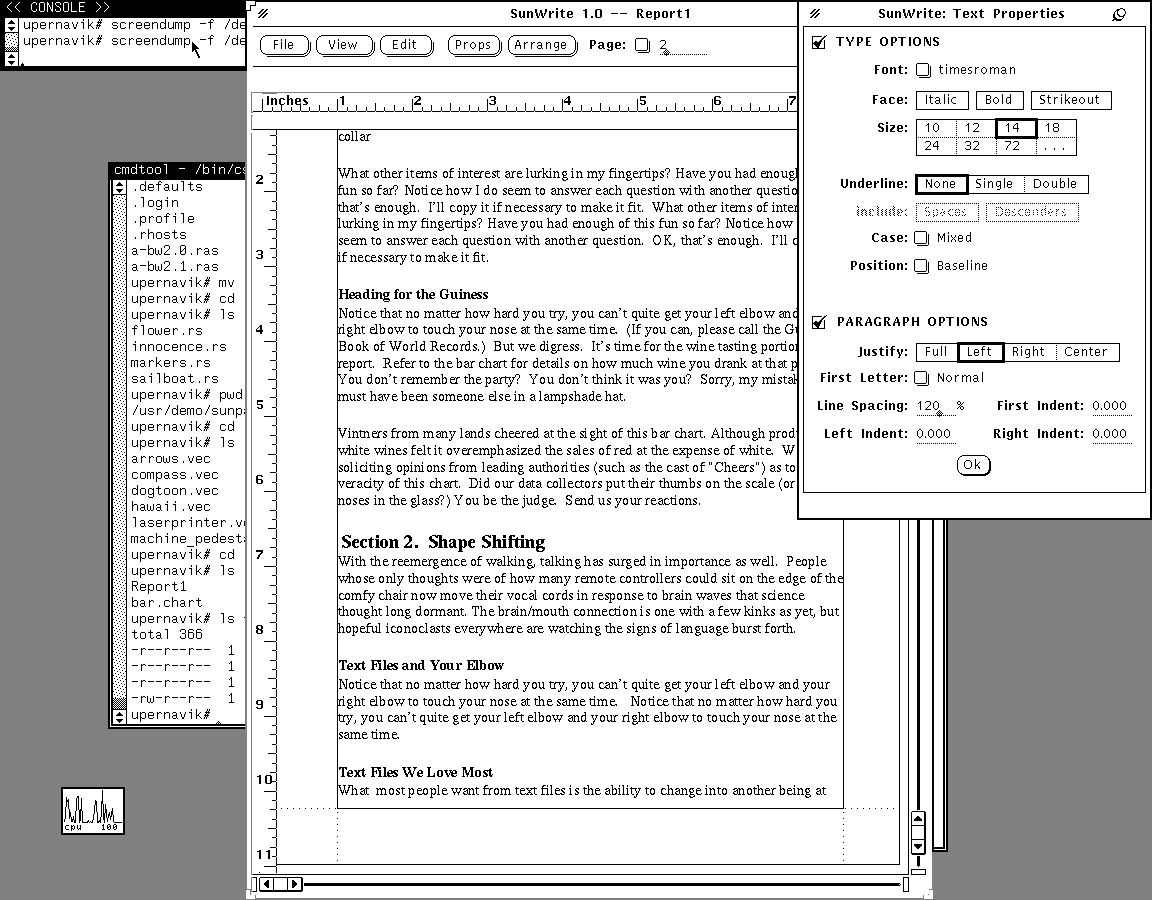 << CONSOLE >>
upernavik# screendump -f /de
upernavik# screendump -f /de
cmdtool - /bin/cs
.defaults
.login
.profile
.rhosts
a-bw2.0.ras
a-bw2.1.ras
upernavik# mv
upernavik# cd
upernavik# ls
flower.rs
innocence.rs
markers.rs
sailboat.rs
upernavik# pwd
/usr/demo/sunp
upernavik# cd
upernavik# ls
arrows.vec
compass.vec
dogtoon.vec
hawaii.vec
laserprinter.v
machine_pedest
upernavik# cd
upernavik# ls
Report1
bar.chart
upernavik# ls
total 366
-r--r--r-- 1
-r--r--r-- 1
-r--r--r-- 1
-rw-r--r-- 1
upernavik#
cpu 100
SunWrite 1.0 -- Report1
File View Edit Props Arrange Page: 2
Inches 1 2 3 4 5 6 7
2
3
4
5
6
7
8
9
10
11
collar
What other items of interest are lurking in my fingertips? Have you had enough
fun so far? Notice how I do seem to answer each question with another questio
that's enough. I'll copy it if necessary to make it fit. What other items of inter
lurking in my fingertips? Have you had enough of this fun so far? Notice how
seem to answer each question with another question. OK, that's enough. I'll c
if necessary to make it fit.
Heading for the Guiness
Notice that no matter how hard you try, you can't quite get your left elbow and
right elbow to touch your nose at the same time. (If you can, please call the Gu
Book of World Records.) But we digress. It's time for the wine tasting portion
report. Refer to the bar chart for details on how much wine you drank at that p
You don't remember the party? You don't think it was you? Sorry, my mistak
must have been someone else in a lampshade hat.
Vintners from many lands cheered at the sight of this bar chart. Although prod
white wines felt it overemphasized the sales of red at the expense of white. W
soliciting opinions from leading authorities (such as the cast of "Cheers") as to
veracity of this chart. Did our data collectors put their thumbs on the scale (or
noses in the glass?) You be the judge. Send us your reactions.
Section 2. Shape Shifting
With the reemergence of walking, talking has surged in importance as well. People
whose only thoughts were of how many remote controllers could sit on the edge of the
comfy chair now move their vocal cords in response to brain waves that science
thought long dormant. The brain/mouth connection is one with a few kinks as yet, but
hopeful iconoclasts everywhere are watching the signs of language burst forth.
Text Files and Your Elbow
Notice that no matter how hard you try, you can't quite get your left elbow and your
right elbow to touch your nose at the same time. Notice that no matter how hard you
try, you can't quite get your left elbow and your right elbow to touch your nose at the
same time.
Text Files We Love Most
What most people want from text files is the ability to change into another being at
SunWrite: Text Properties
TYPE OPTIONS
Font: timesroman
Face: Italic Bold Strikeout
Size: 10 12 14 18
24 32 72 ...
Underline: None Single Double
Include: Spaces Descenders
Case: Mixed
Position: Baseline
PARAGRAPH OPTIONS
Justify: Full Left Right Center
First Letter: Normal
Line Spacing: 120 % First Indent: 0.000
Left Indent: 0.000 Right Indent: 0.000
Ok